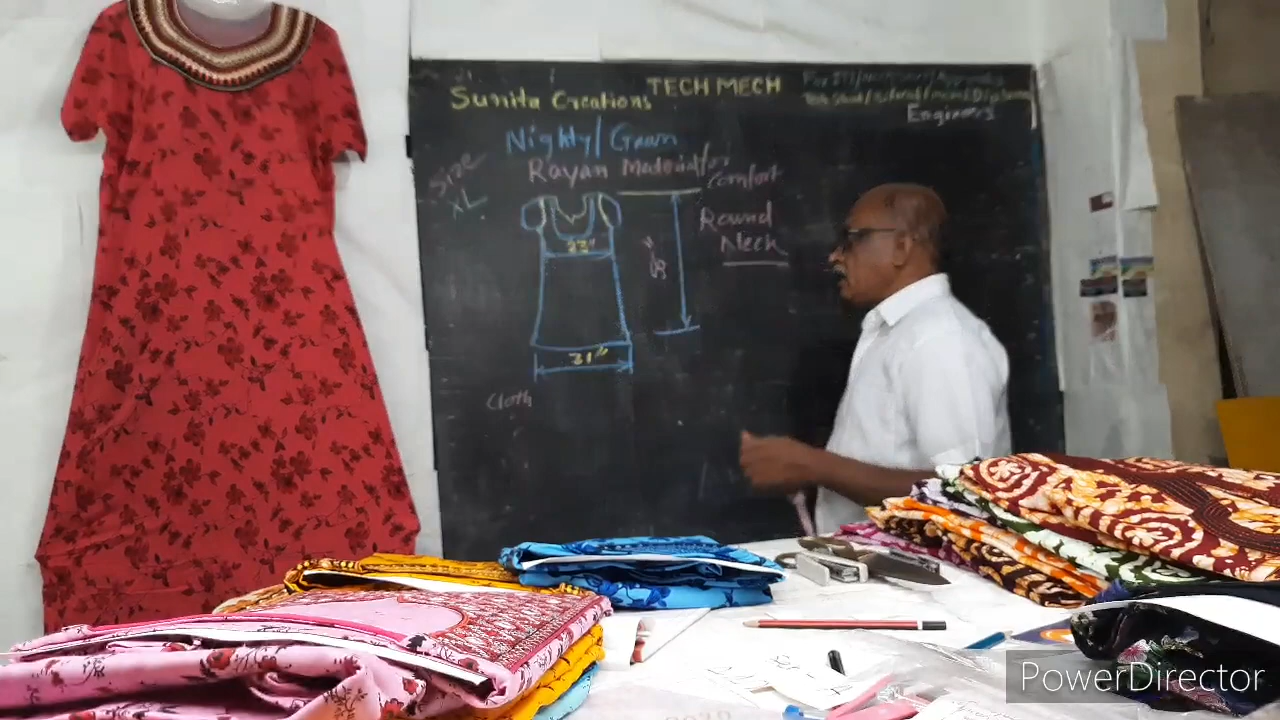 Sunita Creations
TECH MECH
Engineers
Nighty/Gown
Rayan Material for
Comfort
Size
XL
Round
Neck
22"
31"
Cloth
PowerDirector